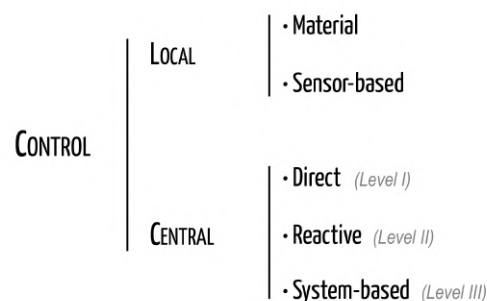 · Material
LOCAL
· Sensor-based
CONTROL
· Direct (Level I)
CENTRAL
· Reactive (Level II)
· System-based (Level III)